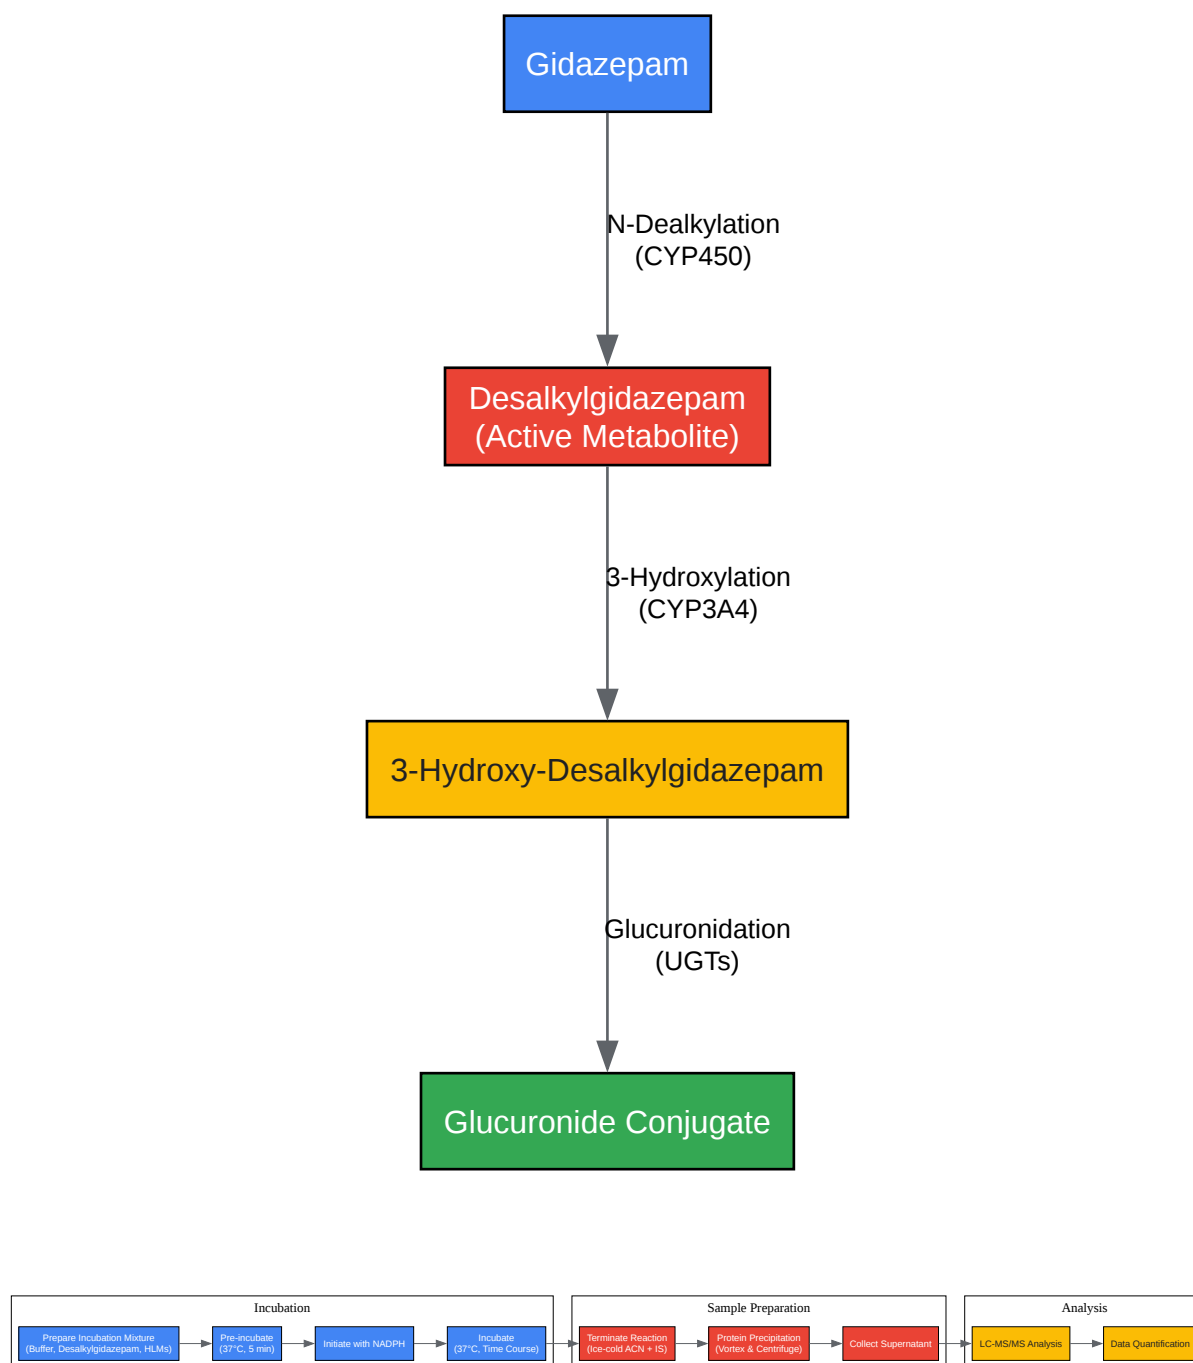 Gidazepam
N-Dealkylation
(CYP450)
Desalkylgidazepam
(Active Metabolite)
3-Hydroxylation
(CYP3A4)
3-Hydroxy-Desalkylgidazepam
Glucuronidation
(UGTs)
Glucuronide Conjugate
Incubation
Prepare Incubation Mixture
(Buffer, Desalkylgidazepam, HLMs)
Pre-incubate
(37°C, 5 min)
Initiate with NADPH
Incubate
(37°C, Time Course)
Sample Preparation
Terminate Reaction
(Ice-cold ACN + IS)
Protein Precipitation
(Vortex & Centrifuge)
Collect Supernatant
Analysis
LC-MS/MS Analysis
Data Quantification